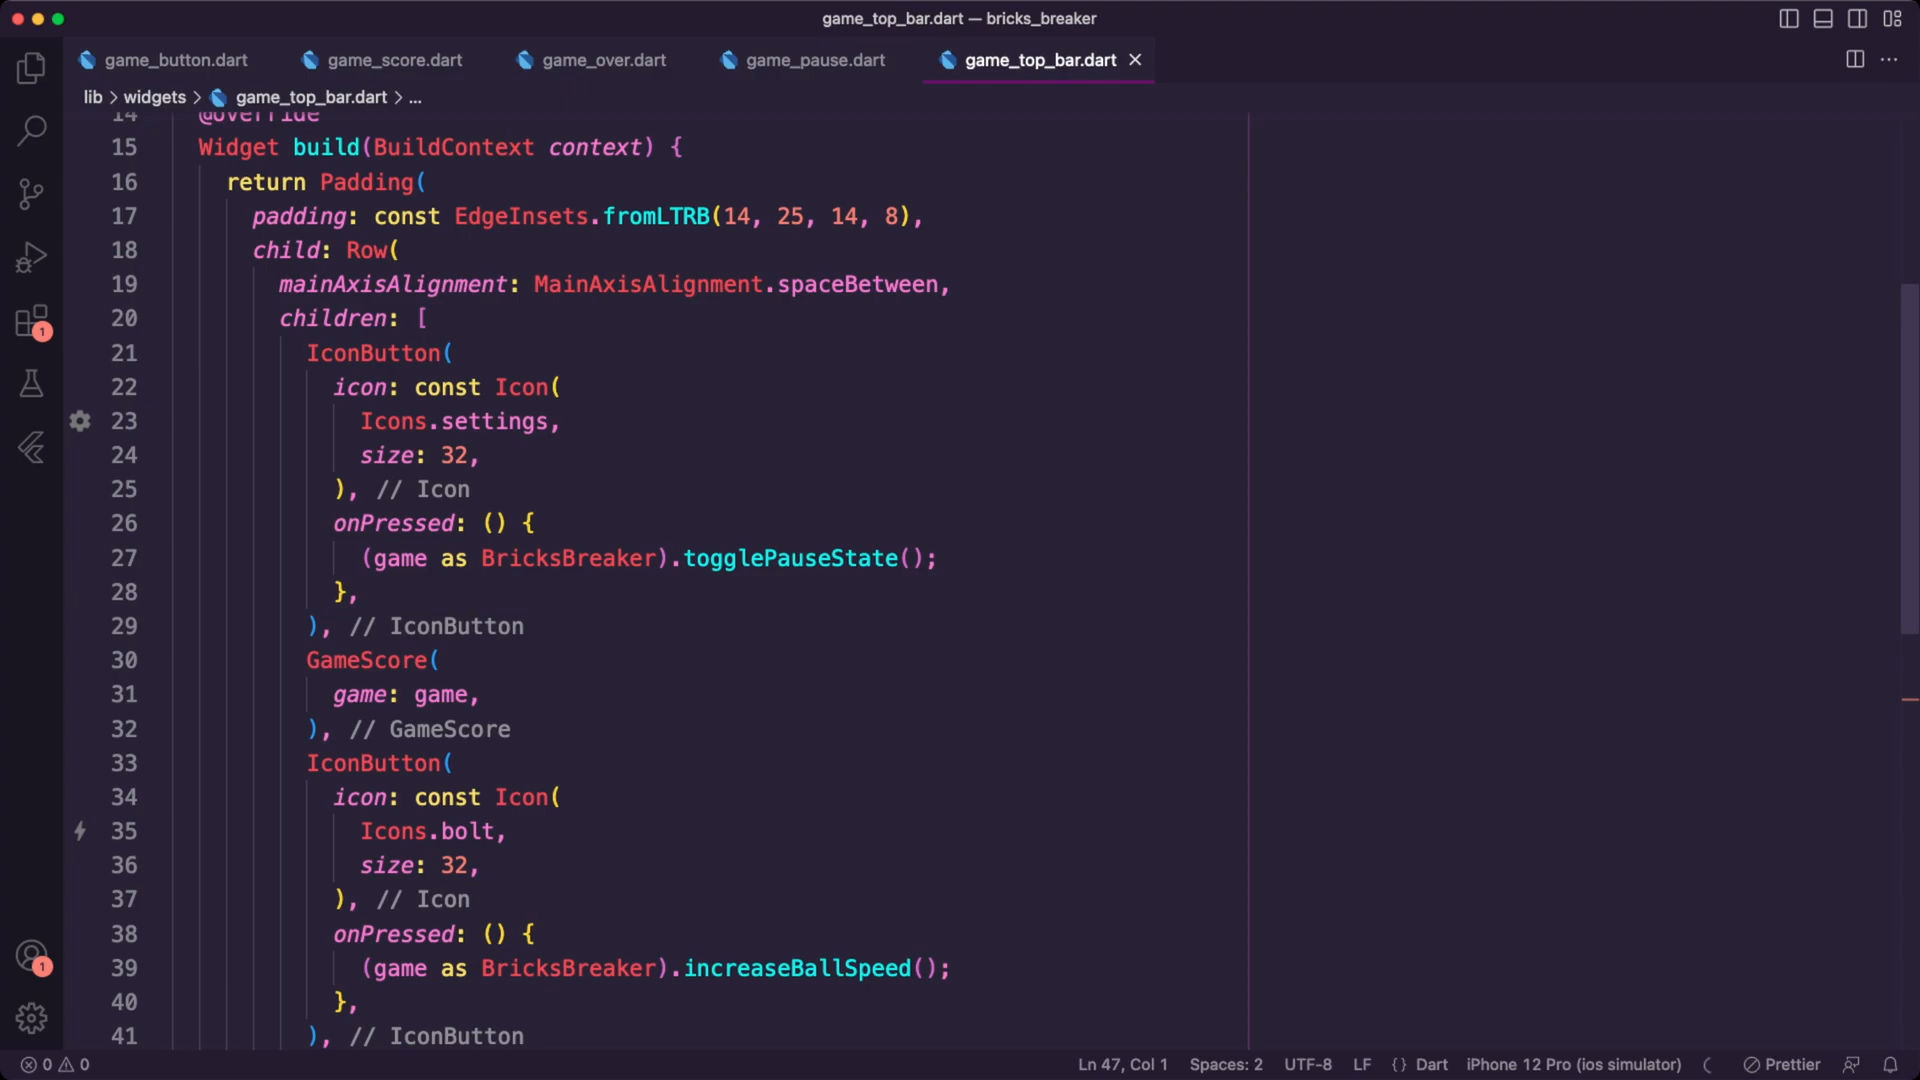 game_top_bar.dart — bricks_breaker
game_button.dart game_score.dart game_over.dart game_pause.dart game_top_bar.dart
lib > widgets > game_top_bar.dart > ...
14 @override
15 Widget build(BuildContext context) {
16 return Padding(
17 padding: const EdgeInsets.fromLTRB(14, 25, 14, 8),
18 child: Row(
19 mainAxisAlignment: MainAxisAlignment.spaceBetween,
20 children: [
21 IconButton(
22 icon: const Icon(
23 Icons.settings,
24 size: 32,
25 ), // Icon
26 onPressed: () {
27 (game as BricksBreaker).togglePauseState();
28 },
29 ), // IconButton
30 GameScore(
31 game: game,
32 ), // GameScore
33 IconButton(
34 icon: const Icon(
35 Icons.bolt,
36 size: 32,
37 ), // Icon
38 onPressed: () {
39 (game as BricksBreaker).increaseBallSpeed();
40 },
41 ), // IconButton
1
1
0 0 Ln 47, Col 1 Spaces: 2 UTF-8 LF {} Dart iPhone 12 Pro (ios simulator) Prettier